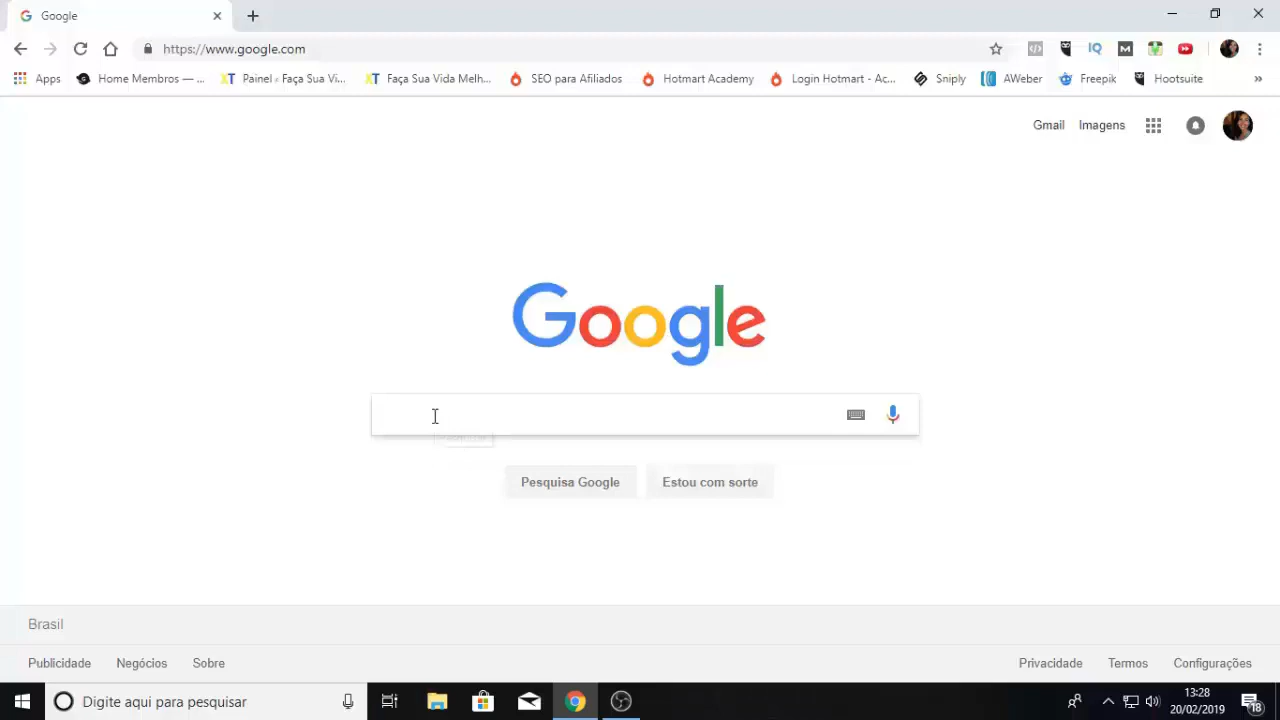 Google
https://www.google.com
Apps Home Membros — ... Painel - Faça Sua Vi... Faça Sua Vida Melh... SEO para Afiliados Hotmart Academy Login Hotmart - Ac... Sniply AWeber Freepik Hootsuite »
Gmail Imagens
Google
Pesquisa Google Estou com sorte
Brasil
Publicidade Negócios Sobre Privacidade Termos Configurações
Digite aqui para pesquisar 13:28
20/02/2019 18